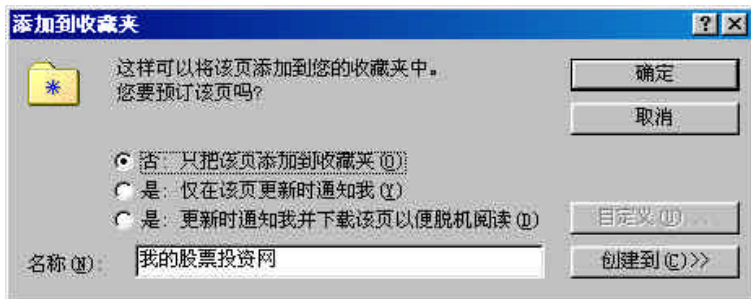 添加到收藏夹
这样可以将该页添加到您的收藏夹中。
您要预订该页吗?
确定
取消
否: 只把该页添加到收藏夹(O)
是: 仅在该页更新时通知我(Y)
是: 更新时通知我并下载该页以便脱机阅读(D)
自定义(U)...
名称(N):
我的股票投资网
创建到(C)>>